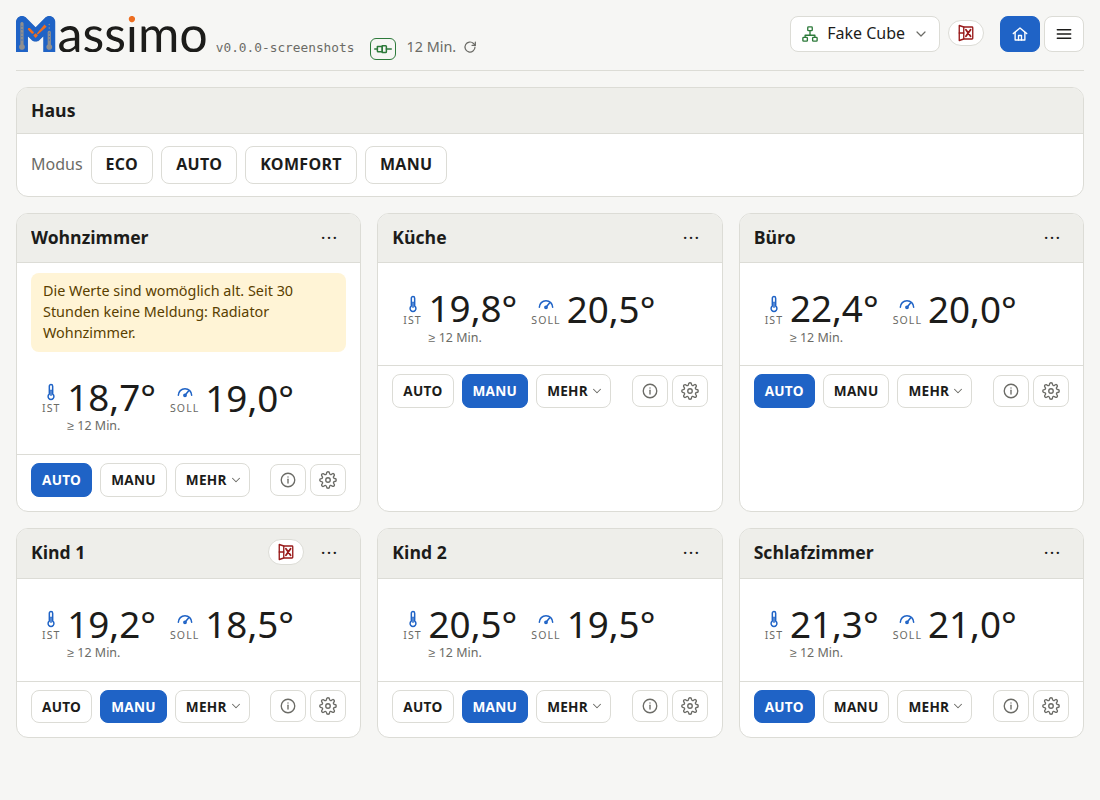 Massimo v0.0.0-screenshots 12 Min. Fake Cube
Haus
Modus ECO AUTO KOMFORT MANU
Wohnzimmer ...
Die Werte sind womöglich alt. Seit 30
Stunden keine Meldung: Radiator
Wohnzimmer.
IST 18,7° SOLL 19,0°
≥ 12 Min.
AUTO MANU MEHR
Küche ...
IST 19,8° SOLL 20,5°
≥ 12 Min.
AUTO MANU MEHR
Büro ...
IST 22,4° SOLL 20,0°
≥ 12 Min.
AUTO MANU MEHR
Kind 1 ...
IST 19,2° SOLL 18,5°
≥ 12 Min.
AUTO MANU MEHR
Kind 2 ...
IST 20,5° SOLL 19,5°
≥ 12 Min.
AUTO MANU MEHR
Schlafzimmer ...
IST 21,3° SOLL 21,0°
≥ 12 Min.
AUTO MANU MEHR